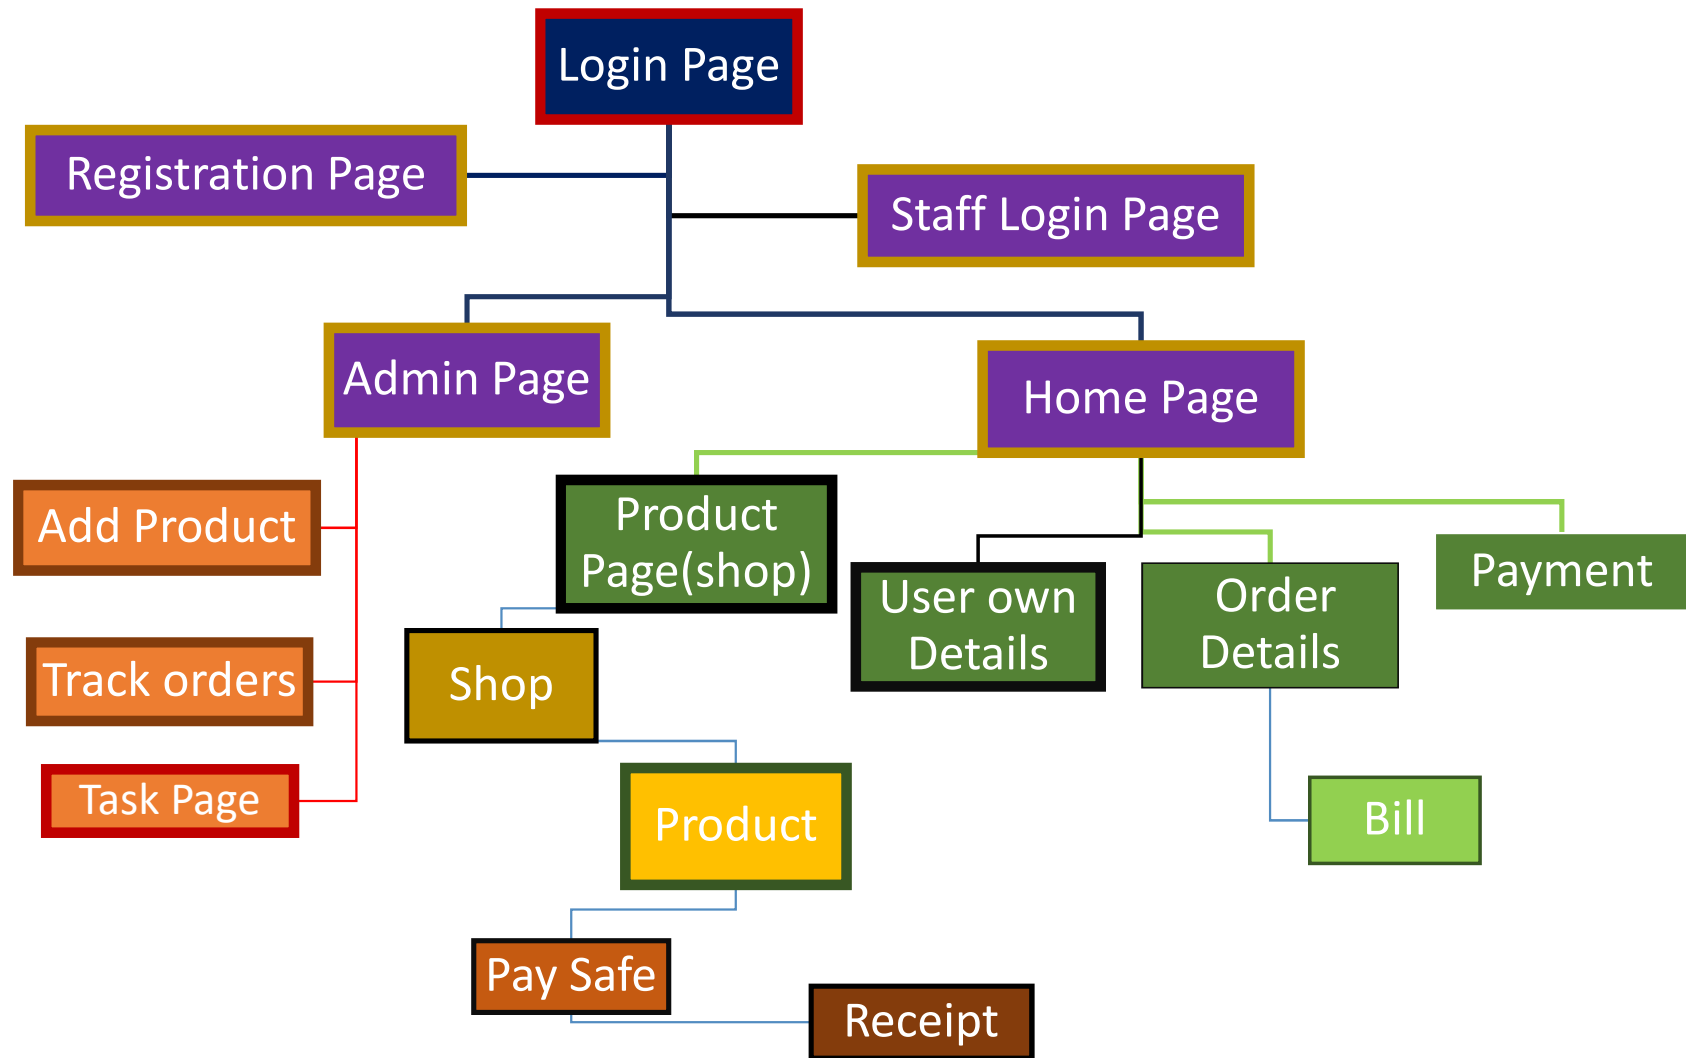 Login Page
Registration Page
Staff Login Page
Admin Page
Home Page
Add Product
Product
Page(shop)
User own
Details
Order
Details
Payment
Track orders
Shop
Task Page
Product
Bill
Pay Safe
Receipt